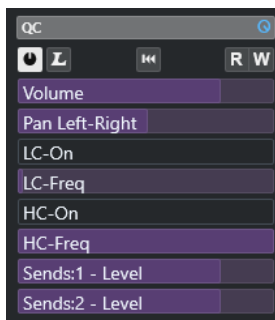 QC
L
R W
Volume
Pan Left-Right
LC-On
LC-Freq
HC-On
HC-Freq
Sends:1 - Level
Sends:2 - Level